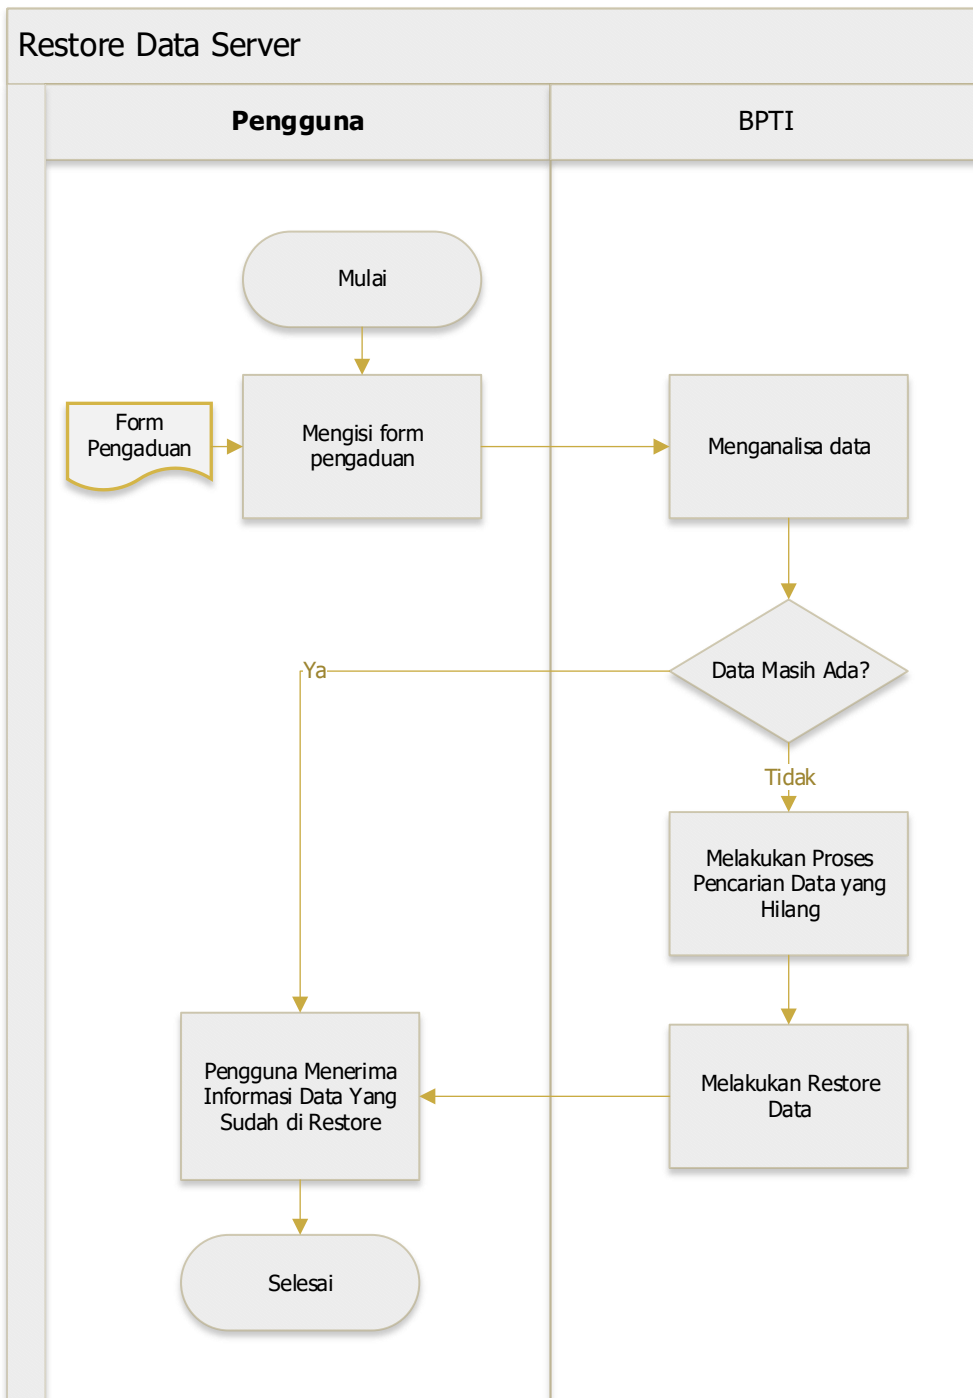 Restore Data Server
Pengguna
BPTI
Mulai
Form
Pengaduan
Mengisi form
pengaduan
Menganalisa data
Data Masih Ada?
Ya
Tidak
Melakukan Proses
Pencarian Data yang
Hilang
Melakukan Restore
Data
Pengguna Menerima
Informasi Data Yang
Sudah di Restore
Selesai